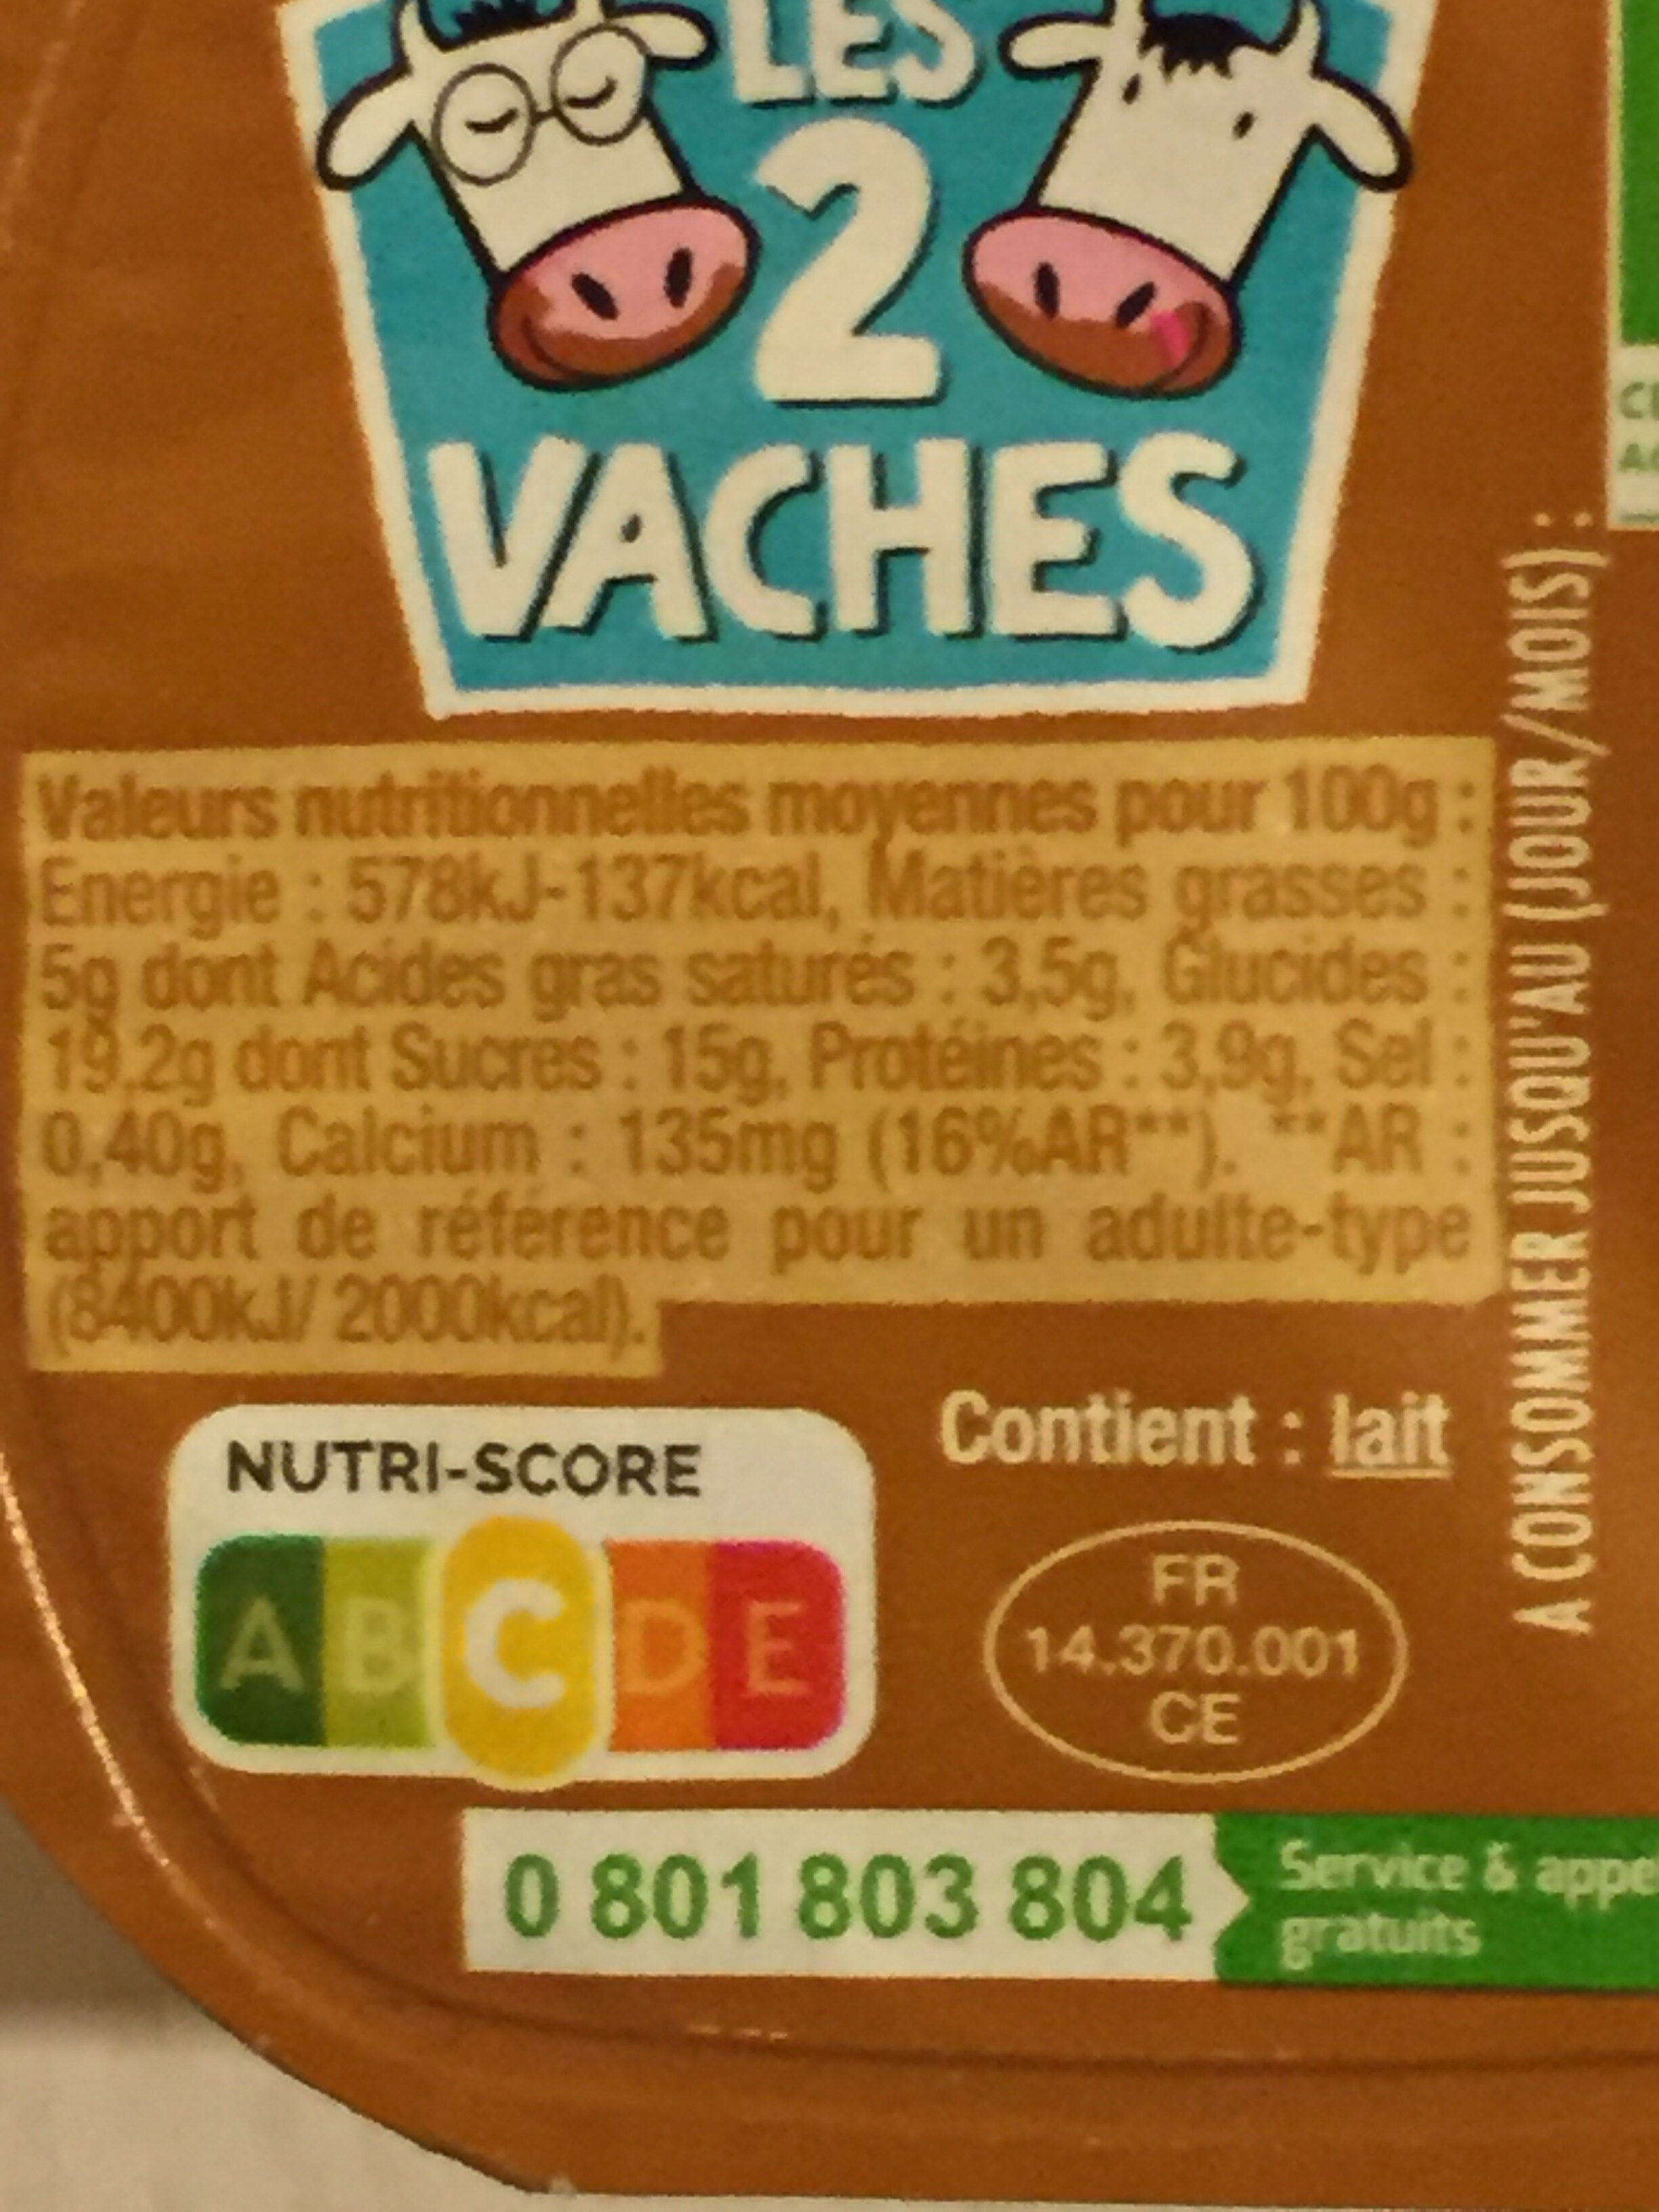 LES
2
VACHES
Valeurs nutritionnelles moyennes pour 100g :
Energie : 578kJ-137kcal, Matières grasses :
5g dont Acides gras saturés : 3,5g, Glucides :
19,2g dont Sucres : 15g, Protéines : 3,9g, Sel :
0,40g, Calcium : 135mg (16%AR**). **AR :
apport de référence pour un adulte-type
(8400kJ/ 2000kcal).
NUTRI-SCORE
A B C D E
Contient : lait
FR
14.370.001
CE
A CONSOMMER JUSQU'AU (JOUR/MOIS) :
0 801 803 804
Service & appe
gratuits